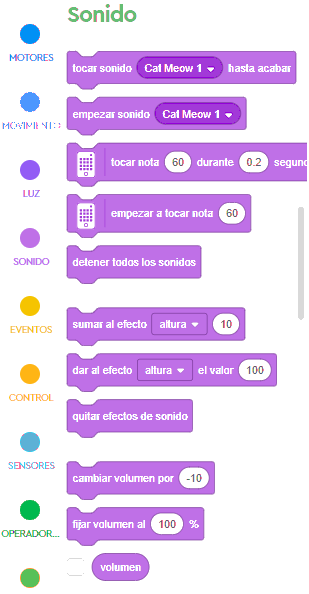 Sonido
MOTORES
MOVIMIENTO
LUZ
SONIDO
EVENTOS
CONTROL
SENSORES
OPERADOR...
tocar sonido Cat Meow 1 hasta acabar
empezar sonido Cat Meow 1
tocar nota 60 durante 0.2 segun
empezar a tocar nota 60
detener todos los sonidos
sumar al efecto altura 10
dar al efecto altura el valor 100
quitar efectos de sonido
cambiar volumen por -10
fijar volumen al 100 %
volumen